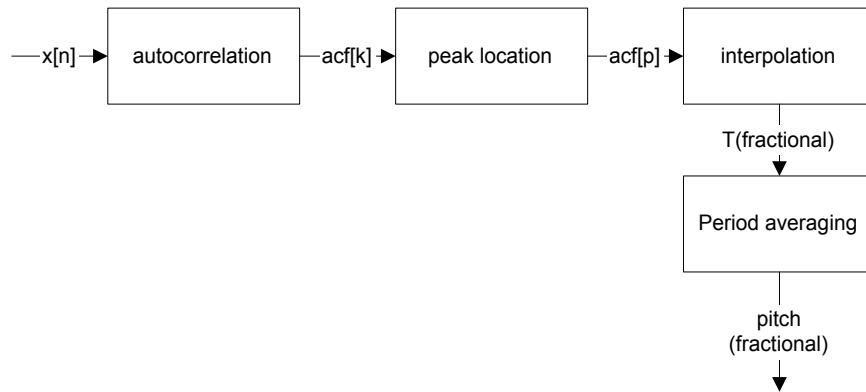 x[n]
autocorrelation
acf[k]
peak location
acf[p]
interpolation
T(fractional)
Period averaging
pitch
(fractional)